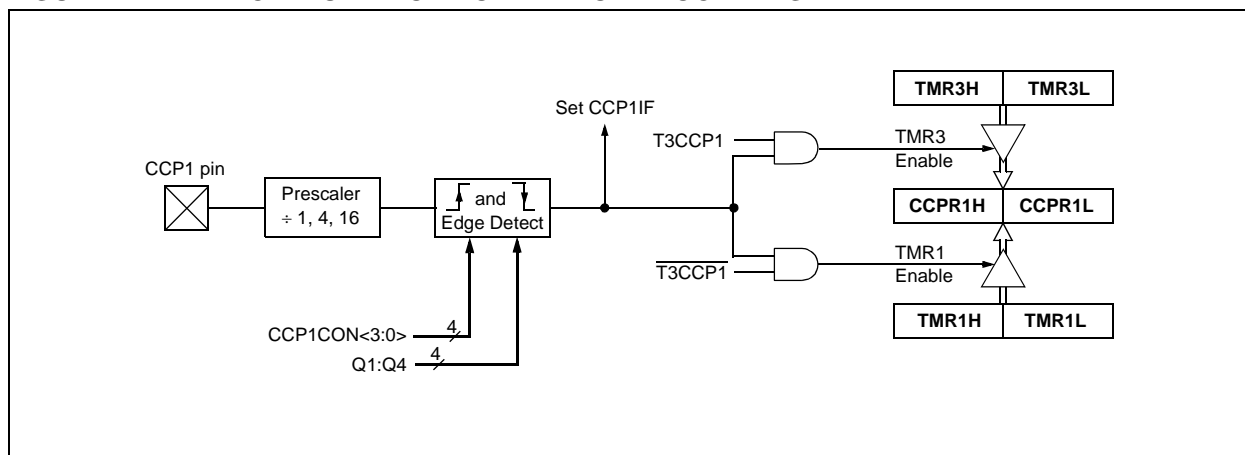 Set CCP1IF
CCP1 pin
Prescaler
÷ 1, 4, 16
and
Edge Detect
CCP1CON<3:0>
4
Q1:Q4
4
T3CCP1
TMR3
Enable
T3CCP1
TMR1
Enable
TMR3H TMR3L
CCPR1H CCPR1L
TMR1H TMR1L